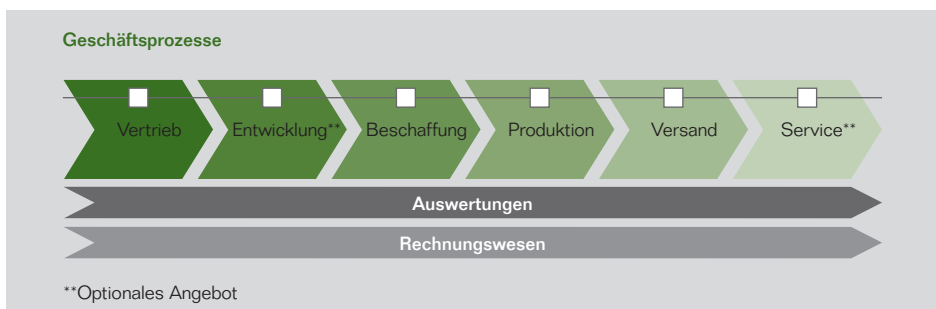 Geschäftsprozesse
Vertrieb Entwicklung** Beschaffung Produktion Versand Service**
Auswertungen
Rechnungswesen
**Optionales Angebot